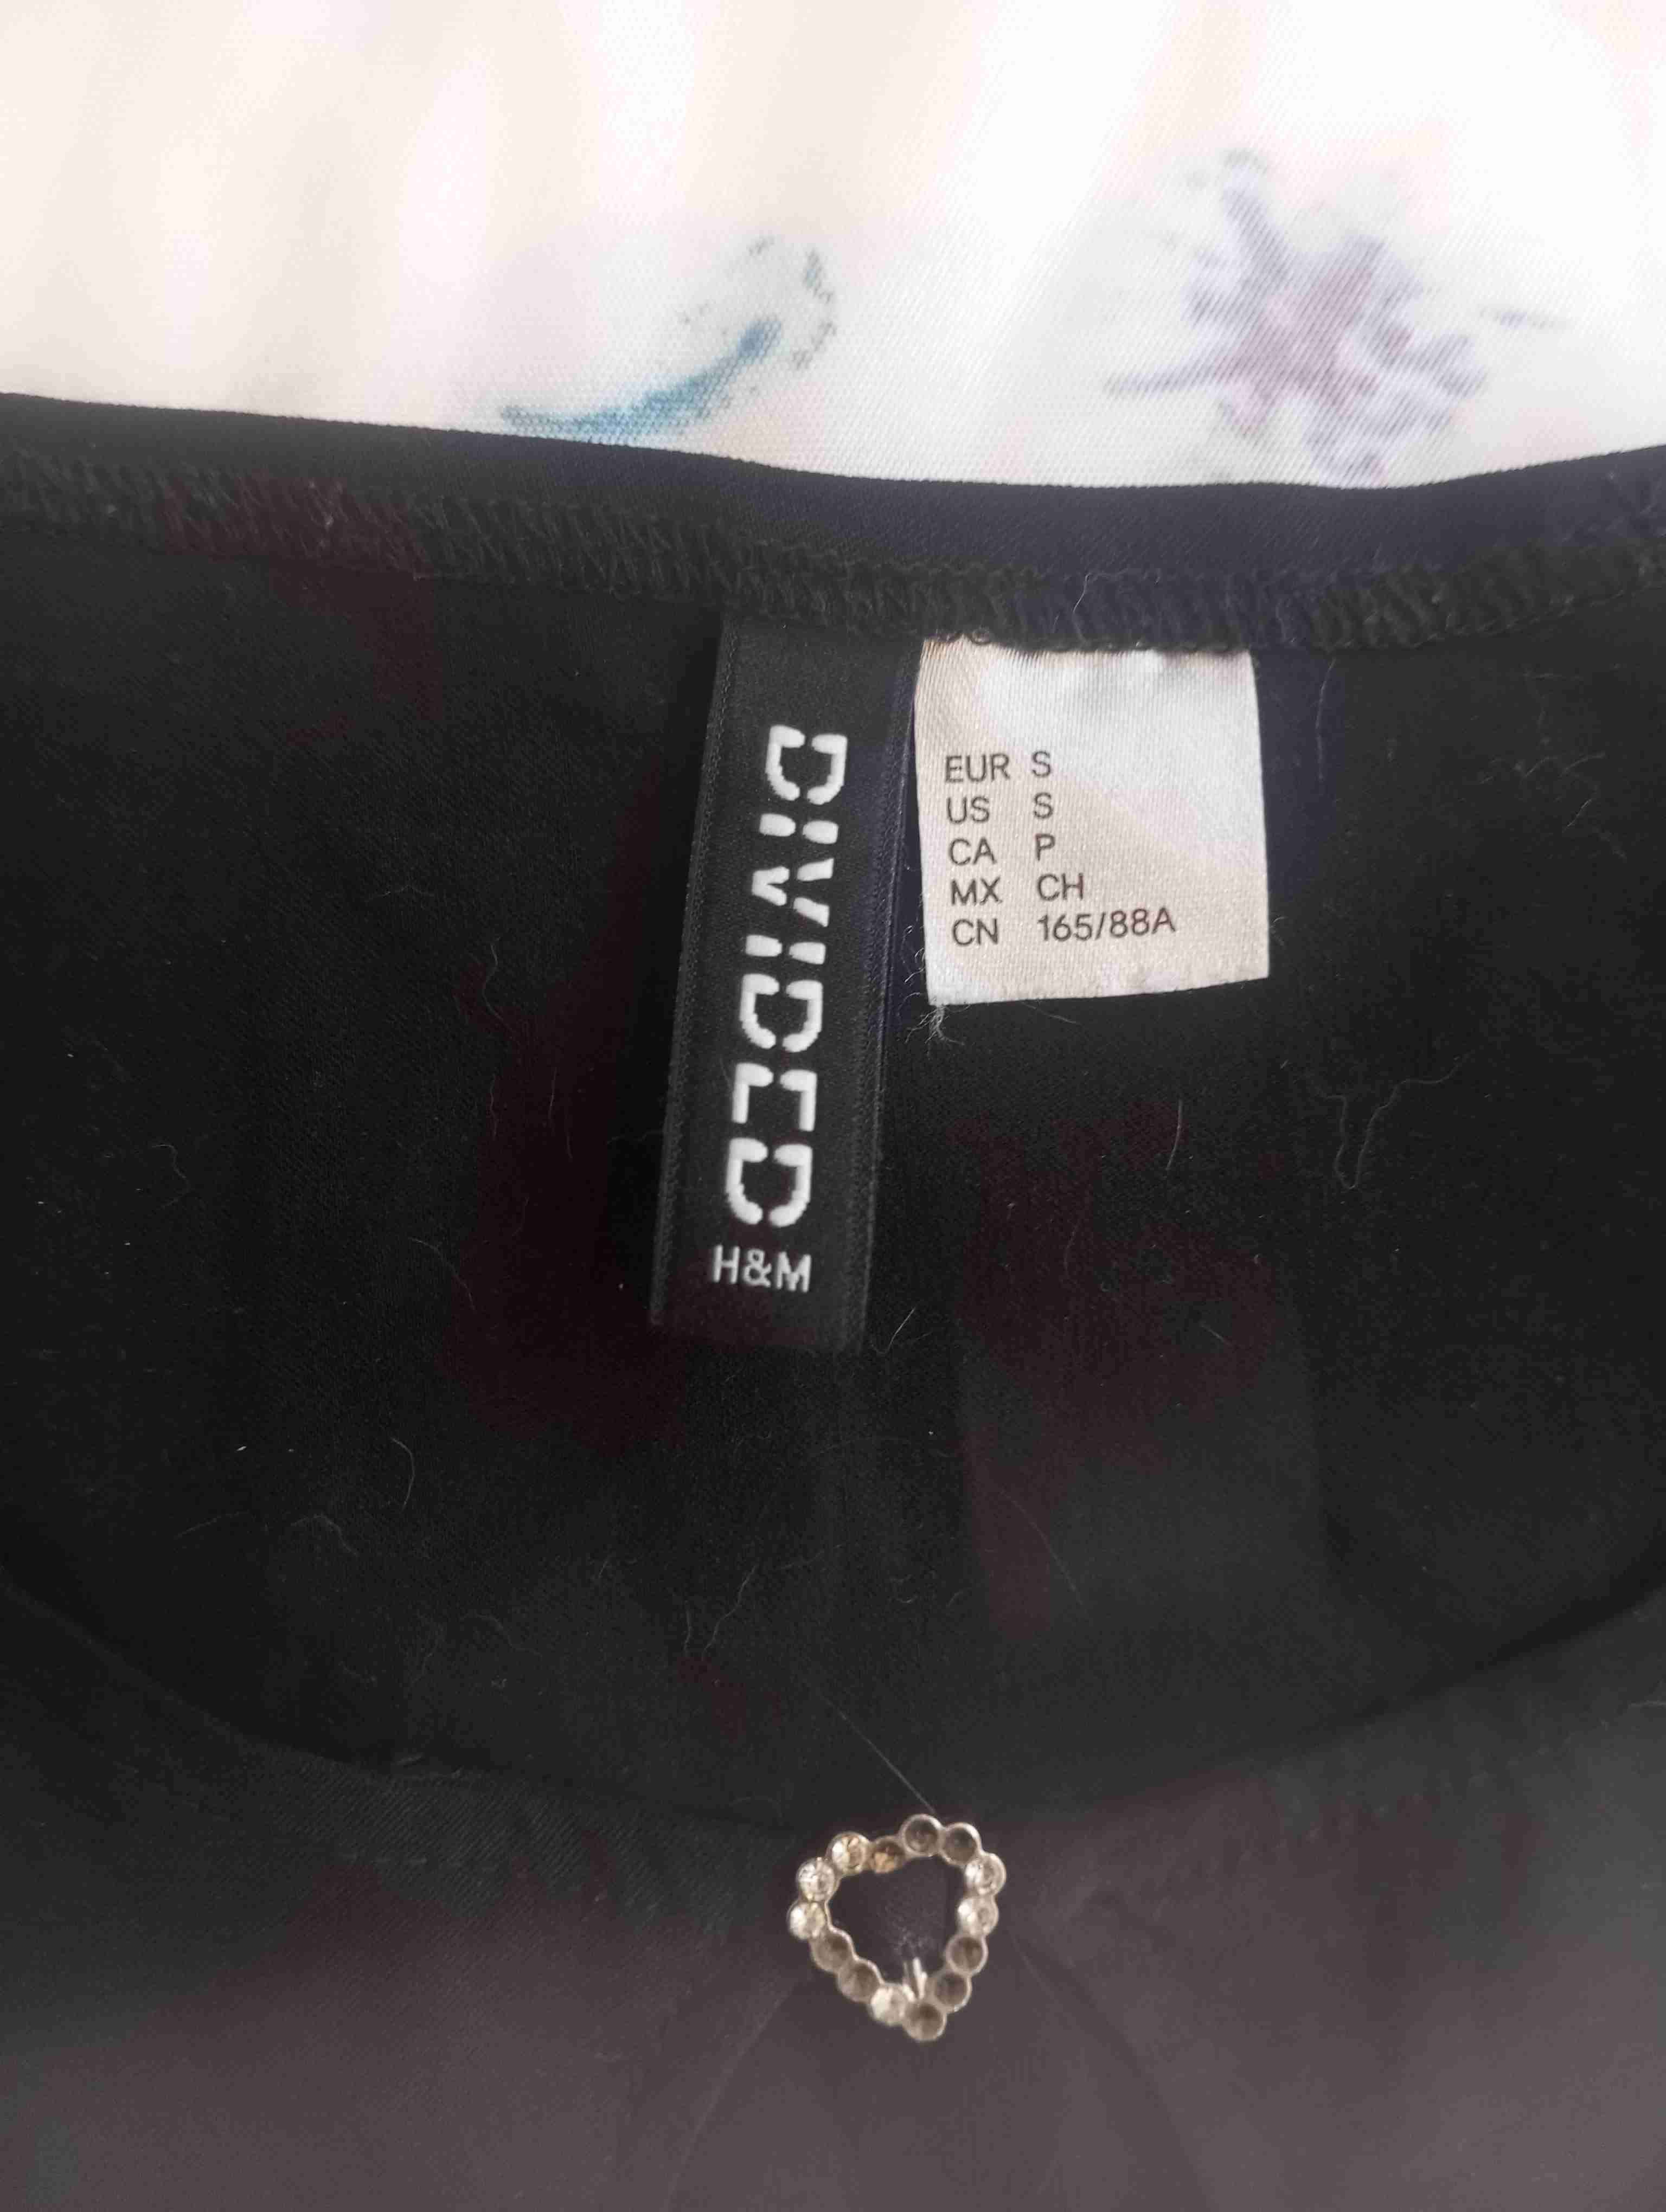 DIVIDED
H&M
EUR S
US S
CA P
MX CH
CN 165/88A